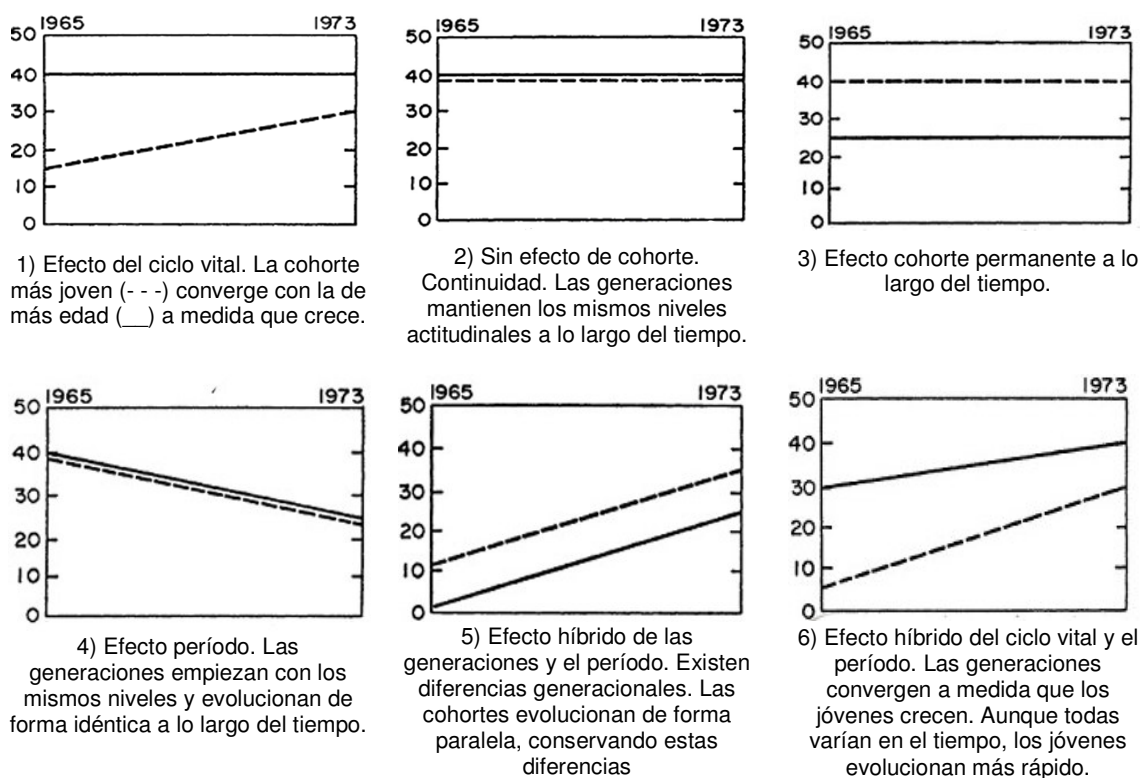 1965 1973
50
40
30
20
10
0
1) Efecto del ciclo vital. La cohorte
más joven (- - -) converge con la de
más edad (__) a medida que crece.
1965 1973
50
40
30
20
10
0
2) Sin efecto de cohorte.
Continuidad. Las generaciones
mantienen los mismos niveles
actitudinales a lo largo del tiempo.
1965 1973
50
40
30
20
10
0
3) Efecto cohorte permanente a lo
largo del tiempo.
1965 1973
50
40
30
20
10
0
4) Efecto período. Las
generaciones empiezan con los
mismos niveles y evolucionan de
forma idéntica a lo largo del tiempo.
1965 1973
50
40
30
20
10
0
5) Efecto híbrido de las
generaciones y el período. Existen
diferencias generacionales. Las
cohortes evolucionan de forma
paralela, conservando estas
diferencias
1965 1973
50
40
30
20
10
0
6) Efecto híbrido del ciclo vital y el
período. Las generaciones
convergen a medida que los
jóvenes crecen. Aunque todas
varían en el tiempo, los jóvenes
evolucionan más rápido.